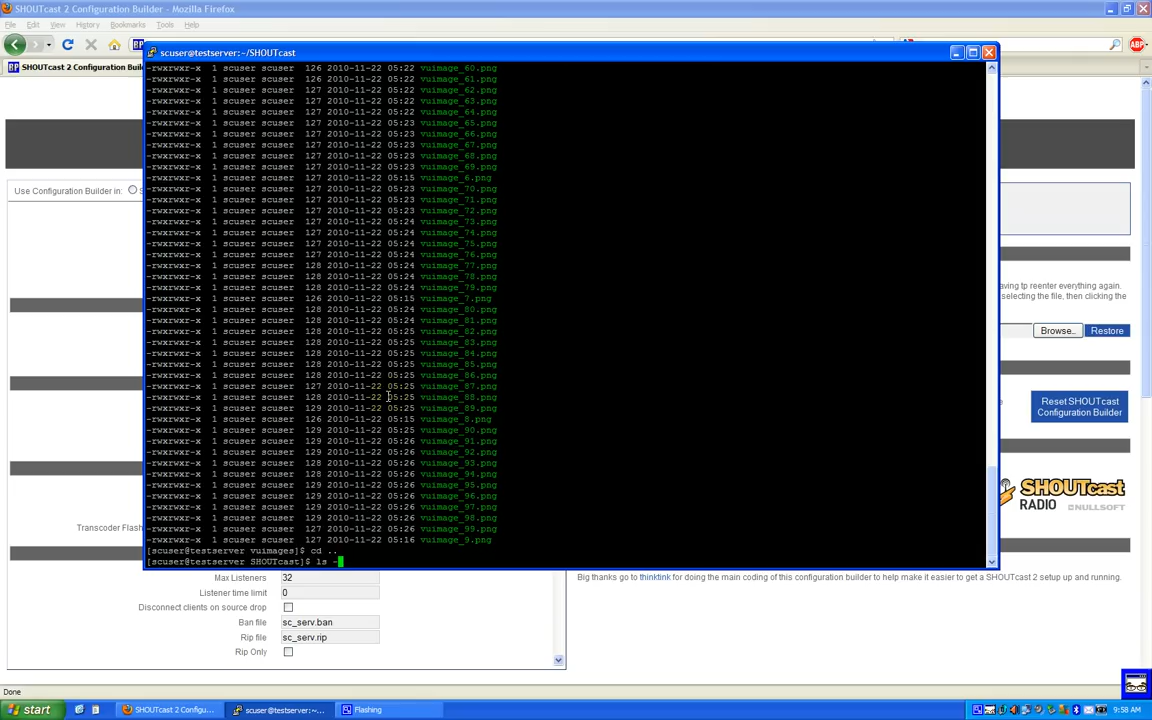 SHOUTcast 2 Configuration Builder - Mozilla Firefox
File Edit View History Bookmarks Tools Help
scuser@testserver:~/SHOUTcast
SHOUTcast 2 Configuration Buil
-rwxrwxr-x 1 scuser scuser 126 2010-11-22 05:22 vuimage_60.png
-rwxrwxr-x 1 scuser scuser 126 2010-11-22 05:22 vuimage_61.png
-rwxrwxr-x 1 scuser scuser 127 2010-11-22 05:22 vuimage_62.png
-rwxrwxr-x 1 scuser scuser 127 2010-11-22 05:22 vuimage_63.png
-rwxrwxr-x 1 scuser scuser 127 2010-11-22 05:22 vuimage_64.png
-rwxrwxr-x 1 scuser scuser 127 2010-11-22 05:23 vuimage_65.png
-rwxrwxr-x 1 scuser scuser 127 2010-11-22 05:23 vuimage_66.png
-rwxrwxr-x 1 scuser scuser 127 2010-11-22 05:23 vuimage_67.png
-rwxrwxr-x 1 scuser scuser 127 2010-11-22 05:23 vuimage_68.png
-rwxrwxr-x 1 scuser scuser 127 2010-11-22 05:23 vuimage_69.png
-rwxrwxr-x 1 scuser scuser 127 2010-11-22 05:15 vuimage_6.png
-rwxrwxr-x 1 scuser scuser 127 2010-11-22 05:23 vuimage_70.png
-rwxrwxr-x 1 scuser scuser 127 2010-11-22 05:23 vuimage_71.png
-rwxrwxr-x 1 scuser scuser 127 2010-11-22 05:23 vuimage_72.png
-rwxrwxr-x 1 scuser scuser 127 2010-11-22 05:24 vuimage_73.png
-rwxrwxr-x 1 scuser scuser 127 2010-11-22 05:24 vuimage_74.png
-rwxrwxr-x 1 scuser scuser 127 2010-11-22 05:24 vuimage_75.png
-rwxrwxr-x 1 scuser scuser 127 2010-11-22 05:24 vuimage_76.png
-rwxrwxr-x 1 scuser scuser 128 2010-11-22 05:24 vuimage_77.png
-rwxrwxr-x 1 scuser scuser 128 2010-11-22 05:24 vuimage_78.png
-rwxrwxr-x 1 scuser scuser 128 2010-11-22 05:24 vuimage_79.png
-rwxrwxr-x 1 scuser scuser 126 2010-11-22 05:15 vuimage_7.png
-rwxrwxr-x 1 scuser scuser 128 2010-11-22 05:24 vuimage_80.png
-rwxrwxr-x 1 scuser scuser 128 2010-11-22 05:24 vuimage_81.png
-rwxrwxr-x 1 scuser scuser 128 2010-11-22 05:25 vuimage_82.png
-rwxrwxr-x 1 scuser scuser 128 2010-11-22 05:25 vuimage_83.png
-rwxrwxr-x 1 scuser scuser 128 2010-11-22 05:25 vuimage_84.png
-rwxrwxr-x 1 scuser scuser 128 2010-11-22 05:25 vuimage_85.png
-rwxrwxr-x 1 scuser scuser 128 2010-11-22 05:25 vuimage_86.png
-rwxrwxr-x 1 scuser scuser 127 2010-11-22 05:25 vuimage_87.png
-rwxrwxr-x 1 scuser scuser 128 2010-11-22 05:25 vuimage_88.png
-rwxrwxr-x 1 scuser scuser 129 2010-11-22 05:25 vuimage_89.png
-rwxrwxr-x 1 scuser scuser 126 2010-11-22 05:15 vuimage_8.png
-rwxrwxr-x 1 scuser scuser 129 2010-11-22 05:25 vuimage_90.png
-rwxrwxr-x 1 scuser scuser 129 2010-11-22 05:26 vuimage_91.png
-rwxrwxr-x 1 scuser scuser 129 2010-11-22 05:26 vuimage_92.png
-rwxrwxr-x 1 scuser scuser 128 2010-11-22 05:26 vuimage_93.png
-rwxrwxr-x 1 scuser scuser 128 2010-11-22 05:26 vuimage_94.png
-rwxrwxr-x 1 scuser scuser 129 2010-11-22 05:26 vuimage_95.png
-rwxrwxr-x 1 scuser scuser 129 2010-11-22 05:26 vuimage_96.png
-rwxrwxr-x 1 scuser scuser 129 2010-11-22 05:26 vuimage_97.png
-rwxrwxr-x 1 scuser scuser 129 2010-11-22 05:26 vuimage_98.png
-rwxrwxr-x 1 scuser scuser 127 2010-11-22 05:26 vuimage_99.png
-rwxrwxr-x 1 scuser scuser 129 2010-11-22 05:16 vuimage_9.png
[scuser@testserver vuimages]$ cd ..
[scuser@testserver SHOUTcast]$ ls -
Use Configuration Builder in:
Transcoder Flash
aving tp reenter everything again.
selecting the file, then clicking the
Browse.. Restore
Reset SHOUTcast
Configuration Builder
SHOUTcast
RADIO NULLSOFT
Max Listeners 32
Listener time limit 0
Disconnect clients on source drop
Ban file sc_serv.ban
Rip file sc_serv.rip
Rip Only
Big thanks go to thinktink for doing the main coding of this configuration builder to help make it easier to get a SHOUTcast 2 setup up and running.
Done
start SHOUTcast 2 Configu... scuser@testserver:~... Flashing 9:58 AM